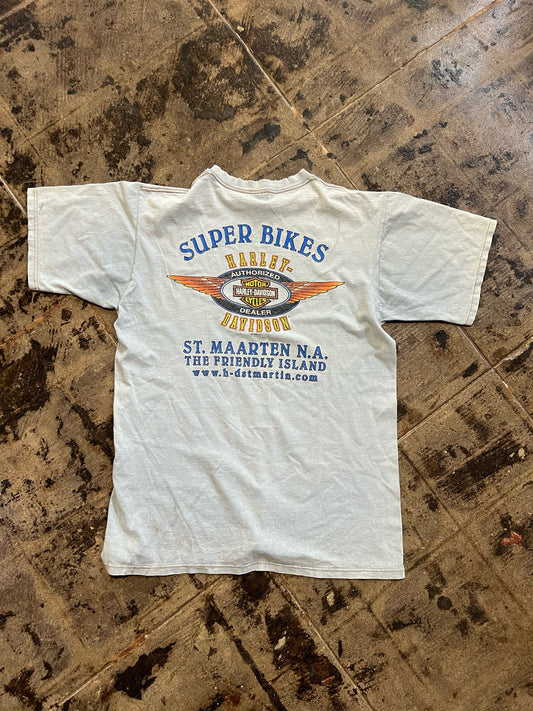 SUPER BIKES
HARLEY-
AUTHORIZED
MOTOR
HARLEY-DAVIDSON
CYCLES
DEALER
DAVIDSON
ST. MAARTEN N.A.
THE FRIENDLY ISLAND
www.h-dstmartin.com